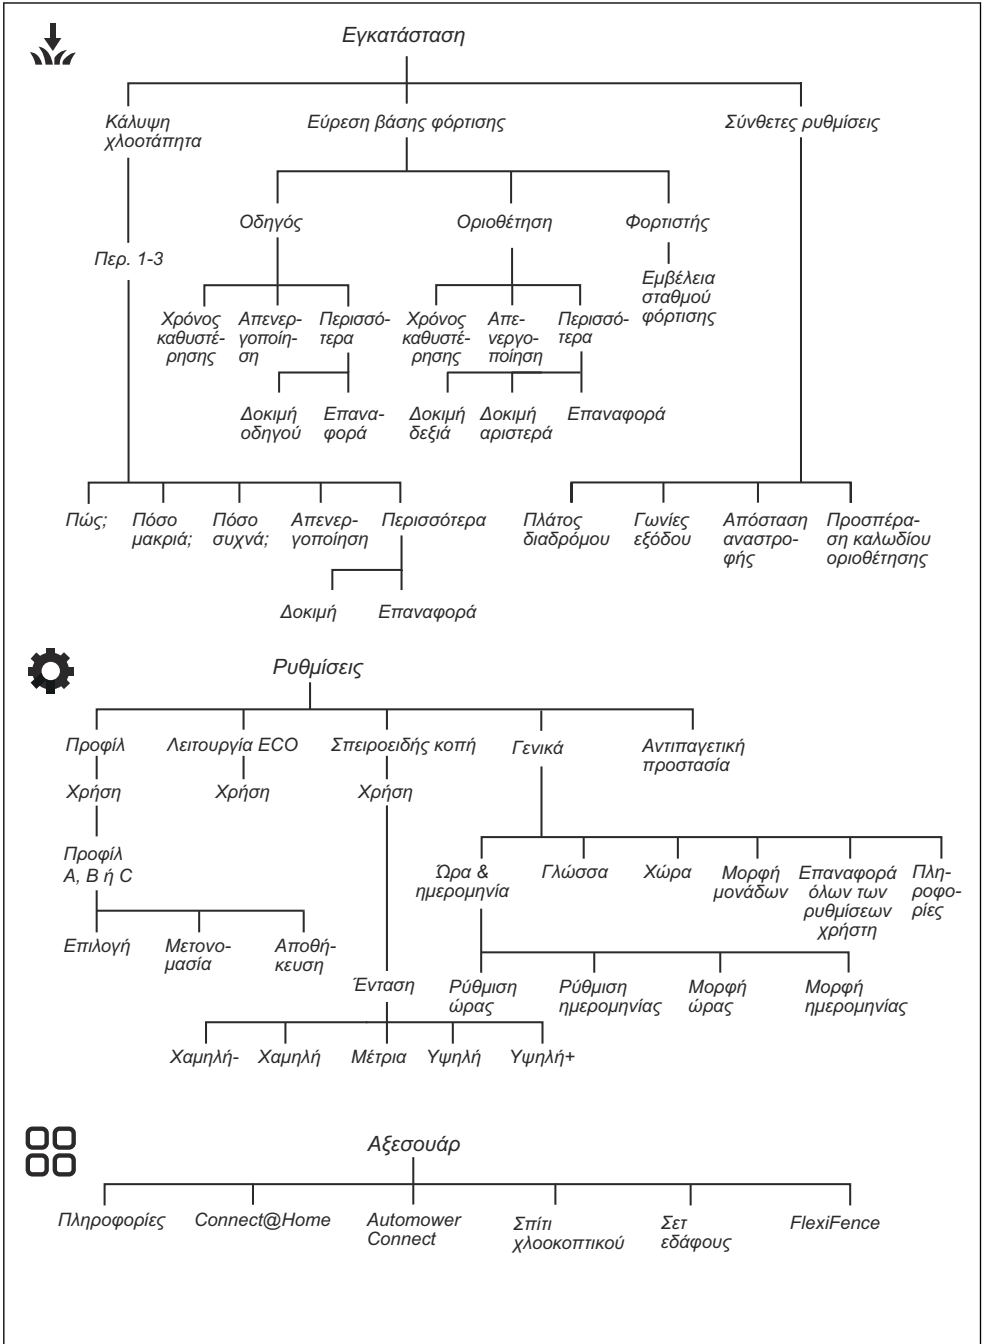 Εγκατάσταση
Κάλυψη
χλοοτάπητα
Εύρεση βάσης φόρτισης
Σύνθετες ρυθμίσεις
Οδηγός
Οριοθέτηση
Φορτιστής
Περ. 1-3
Εμβέλεια
σταθμού
φόρτισης
Χρόνος
καθυστέ-
ρησης
Απενερ-
γοποίη-
ση
Περισσό-
τερα
Χρόνος
καθυστέ-
ρησης
Απε-
νεργο-
ποίηση
Περισσό-
τερα
Δοκιμή
οδηγού
Επανα-
φορά
Δοκιμή
δεξιά
Δοκιμή
αριστερά
Επαναφορά
Πώς;
Πόσο
μακριά;
Πόσο
συχνά;
Απενερ-
γοποίηση
Περισσότερα
Πλάτος
διαδρόμου
Γωνίες
εξόδου
Απόσταση
αναστρο-
φής
Προσπέρα-
ση καλωδίου
οριοθέτησης
Δοκιμή
Επαναφορά
Ρυθμίσεις
Προφίλ
Λειτουργία ECO
Σπειροειδής κοπή
Γενικά
Αντιπαγετική
προστασία
Χρήση
Χρήση
Χρήση
Προφίλ
A, B ή C
Ώρα &
ημερομηνία
Γλώσσα
Χώρα
Μορφή
μονάδων
Επαναφορά
όλων των
ρυθμίσεων
χρήστη
Πλη-
ροφο-
ρίες
Επιλογή
Μετονο-
μασία
Αποθή-
κευση
Ένταση
Ρύθμιση
ώρας
Ρύθμιση
ημερομηνίας
Μορφή
ώρας
Μορφή
ημερομηνίας
Χαμηλή-
Χαμηλή
Μέτρια
Υψηλή
Υψηλή+
Αξεσουάρ
Πληροφορίες
Connect@Home
Automower
Connect
Σπίτι
χλοοκοπτικού
Σετ
εδάφους
FlexiFence